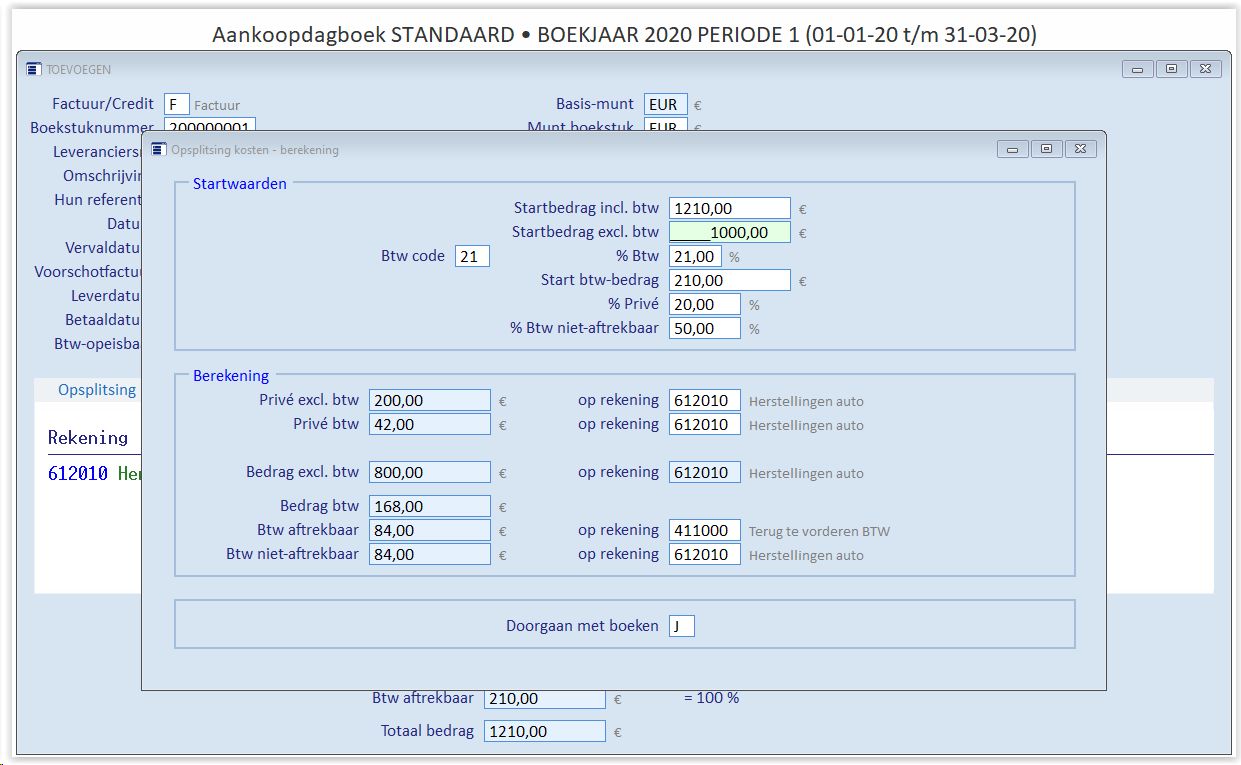 Aankoopdagboek STANDAARD • BOEKJAAR 2020 PERIODE 1 (01-01-20 t/m 31-03-20)
TOEVOEGEN
Factuur/Credit F Factuur Basis-munt EUR €
Boekstuknummer 200000001 Munt boekstuk EUR €
Leveranciersn
Opsplitsing kosten - berekening
Omschrijvin
Hun referent
Datu
Vervaldatu
Voorschotfactuu
Leverdatu
Betaaldatu
Btw-opeisbaa
Startwaarden
Startbedrag incl. btw 1210,00 €
Startbedrag excl. btw ____1000,00 €
Btw code 21 % Btw 21,00 %
Start btw-bedrag 210,00 €
% Privé 20,00 %
% Btw niet-aftrekbaar 50,00 %
Opsplitsing
Rekening
612010 Her
Berekening
Privé excl. btw 200,00 € op rekening 612010 Herstellingen auto
Privé btw 42,00 € op rekening 612010 Herstellingen auto
Bedrag excl. btw 800,00 € op rekening 612010 Herstellingen auto
Bedrag btw 168,00 €
Btw aftrekbaar 84,00 € op rekening 411000 Terug te vorderen BTW
Btw niet-aftrekbaar 84,00 € op rekening 612010 Herstellingen auto
Doorgaan met boeken J
Btw aftrekbaar 210,00 € = 100 %
Totaal bedrag 1210,00 €